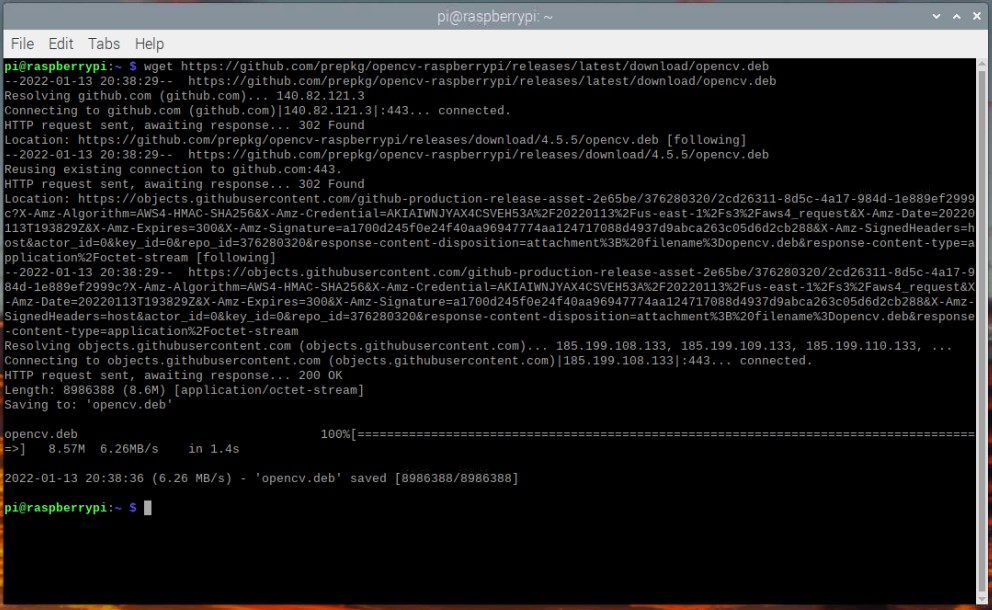 pi@raspberrypi: ~
File Edit Tabs Help
pi@raspberrypi:~ $ wget https://github.com/prepkg/opencv-raspberrypi/releases/latest/download/opencv.deb
--2022-01-13 20:38:29-- https://github.com/prepkg/opencv-raspberrypi/releases/latest/download/opencv.deb
Resolving github.com (github.com)... 140.82.121.3
Connecting to github.com (github.com)|140.82.121.3|:443... connected.
HTTP request sent, awaiting response... 302 Found
Location: https://github.com/prepkg/opencv-raspberrypi/releases/download/4.5.5/opencv.deb [following]
--2022-01-13 20:38:29-- https://github.com/prepkg/opencv-raspberrypi/releases/download/4.5.5/opencv.deb
Reusing existing connection to github.com:443.
HTTP request sent, awaiting response... 302 Found
Location: https://objects.githubusercontent.com/github-production-release-asset-2e65be/376280320/2cd26311-8d5c-4a17-984d-1e889ef2999
c?X-Amz-Algorithm=AWS4-HMAC-SHA256&X-Amz-Credential=AKIAIWNJYAX4CSVEH53A%2F20220113%2Fus-east-1%2Fs3%2Faws4_request&X-Amz-Date=20220
113T193829Z&X-Amz-Expires=300&X-Amz-Signature=a1700d245f0e24f40aa96947774aa124717088d4937d9abca263c05d6d2cb288&X-Amz-SignedHeaders=h
ost&actor_id=0&key_id=0&repo_id=376280320&response-content-disposition=attachment%3B%20filename%3Dopencv.deb&response-content-type=a
pplication%2Foctet-stream [following]
--2022-01-13 20:38:29-- https://objects.githubusercontent.com/github-production-release-asset-2e65be/376280320/2cd26311-8d5c-4a17-9
84d-1e889ef2999c?X-Amz-Algorithm=AWS4-HMAC-SHA256&X-Amz-Credential=AKIAIWNJYAX4CSVEH53A%2F20220113%2Fus-east-1%2Fs3%2Faws4_request&X
-Amz-Date=20220113T193829Z&X-Amz-Expires=300&X-Amz-Signature=a1700d245f0e24f40aa96947774aa124717088d4937d9abca263c05d6d2cb288&X-Amz-
SignedHeaders=host&actor_id=0&key_id=0&repo_id=376280320&response-content-disposition=attachment%3B%20filename%3Dopencv.deb&response
-content-type=application%2Foctet-stream
Resolving objects.githubusercontent.com (objects.githubusercontent.com)... 185.199.108.133, 185.199.109.133, 185.199.110.133, ...
Connecting to objects.githubusercontent.com (objects.githubusercontent.com)|185.199.108.133|:443... connected.
HTTP request sent, awaiting response... 200 OK
Length: 8986388 (8.6M) [application/octet-stream]
Saving to: 'opencv.deb'
opencv.deb 100%[====================================================================================
=>] 8.57M 6.26MB/s in 1.4s
2022-01-13 20:38:36 (6.26 MB/s) - 'opencv.deb' saved [8986388/8986388]
pi@raspberrypi:~ $